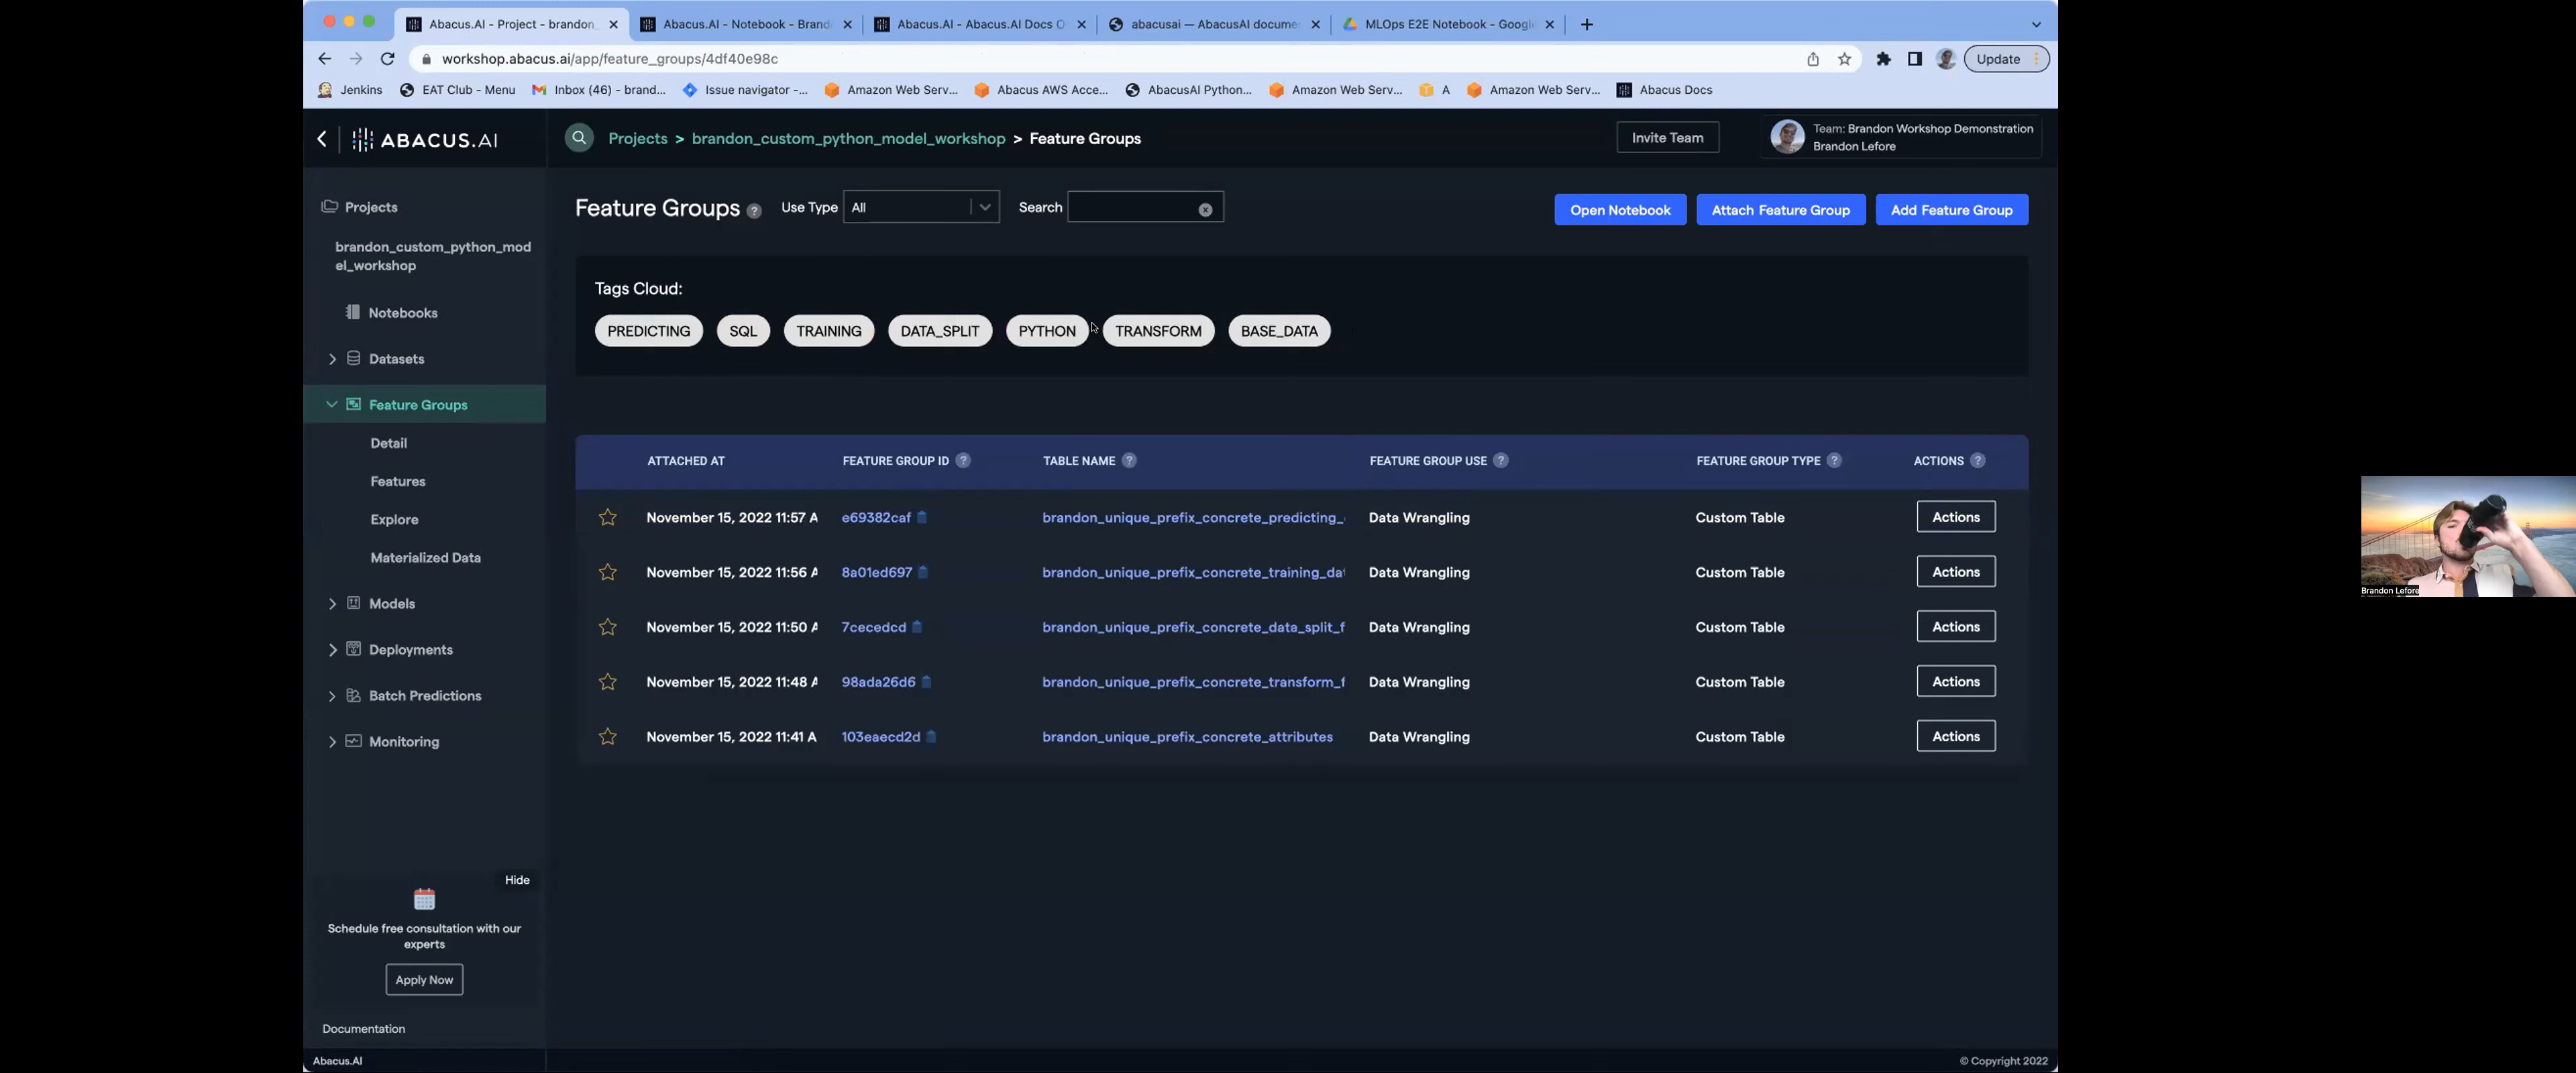 Abacus.AI - Project - brandon_
Abacus.AI - Notebook - Brand
Abacus.AI - Abacus.AI Docs O
abacusai — AbacusAI docume
MLOps E2E Notebook - Googl
workshop.abacus.ai/app/feature_groups/4df40e98c
Update
Jenkins
EAT Club - Menu
Inbox (46) - brand...
Issue navigator -...
Amazon Web Serv...
Abacus AWS Acce...
AbacusAI Python...
Amazon Web Serv...
A
Amazon Web Serv...
Abacus Docs
ABACUS.AI
Projects > brandon_custom_python_model_workshop > Feature Groups
Invite Team
Team: Brandon Workshop Demonstration
Brandon Lefore
Projects
brandon_custom_python_mod
el_workshop
Notebooks
Datasets
Feature Groups
Detail
Features
Explore
Materialized Data
Models
Deployments
Batch Predictions
Monitoring
Hide
Schedule free consultation with our
experts
Apply Now
Documentation
Abacus.AI
Feature Groups ?
Use Type
All
Search
Open Notebook
Attach Feature Group
Add Feature Group
Tags Cloud:
PREDICTING SQL TRAINING DATA_SPLIT PYTHON TRANSFORM BASE_DATA
ATTACHED AT FEATURE GROUP ID ? TABLE NAME ? FEATURE GROUP USE ? FEATURE GROUP TYPE ? ACTIONS ?
November 15, 2022 11:57 A e69382caf brandon_unique_prefix_concrete_predicting_ Data Wrangling Custom Table Actions
November 15, 2022 11:56 A 8a01ed697 brandon_unique_prefix_concrete_training_dat Data Wrangling Custom Table Actions
November 15, 2022 11:50 A 7cecedcd brandon_unique_prefix_concrete_data_split_f Data Wrangling Custom Table Actions
November 15, 2022 11:48 A 98ada26d6 brandon_unique_prefix_concrete_transform_f Data Wrangling Custom Table Actions
November 15, 2022 11:41 A 103eaecd2d brandon_unique_prefix_concrete_attributes Data Wrangling Custom Table Actions
© Copyright 2022
Brandon Lefore